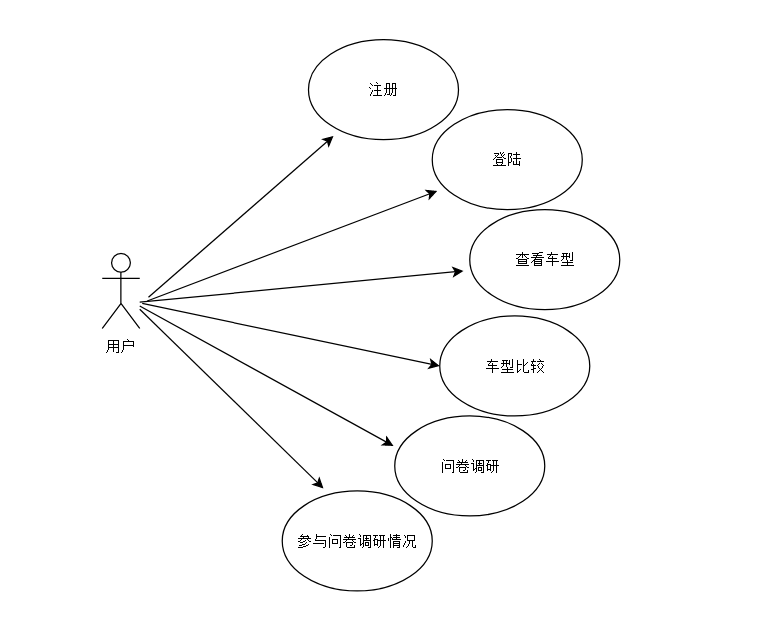 注册
登陆
查看车型
用户
车型比较
问卷调研
参与问卷调研情况